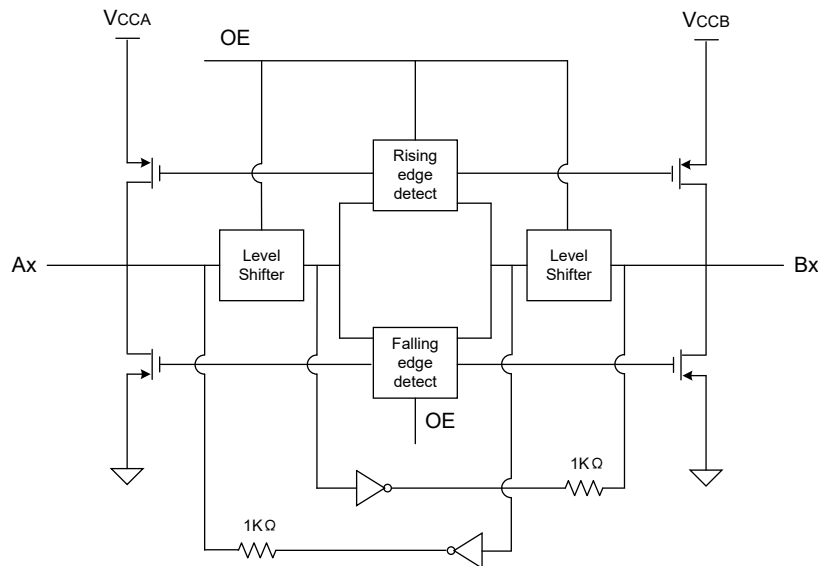 VCCA
VCCB
OE
Rising
edge
detect
Ax
Level
Shifter
Level
Shifter
Bx
Falling
edge
detect
OE
1KΩ
1KΩ